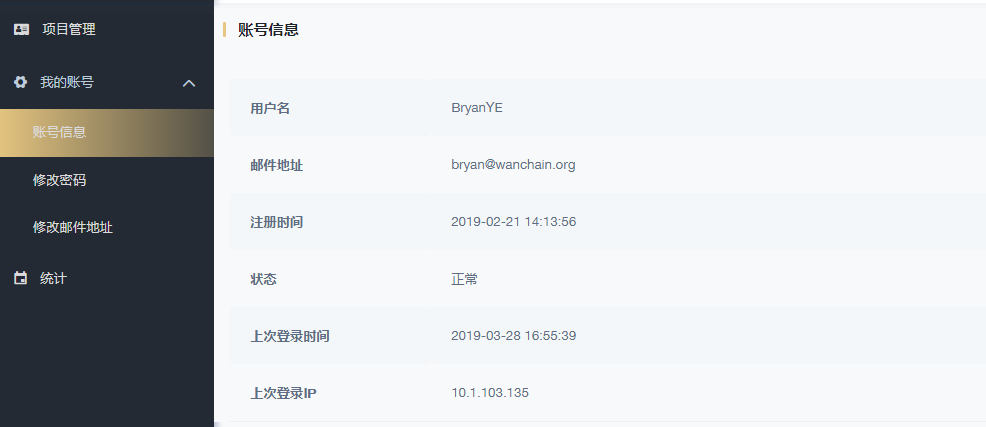 项目管理
我的账号
账号信息
修改密码
修改邮件地址
统计
账号信息
用户名 BryanYE
邮件地址 bryan@wanchain.org
注册时间 2019-02-21 14:13:56
状态 正常
上次登录时间 2019-03-28 16:55:39
上次登录IP 10.1.103.135